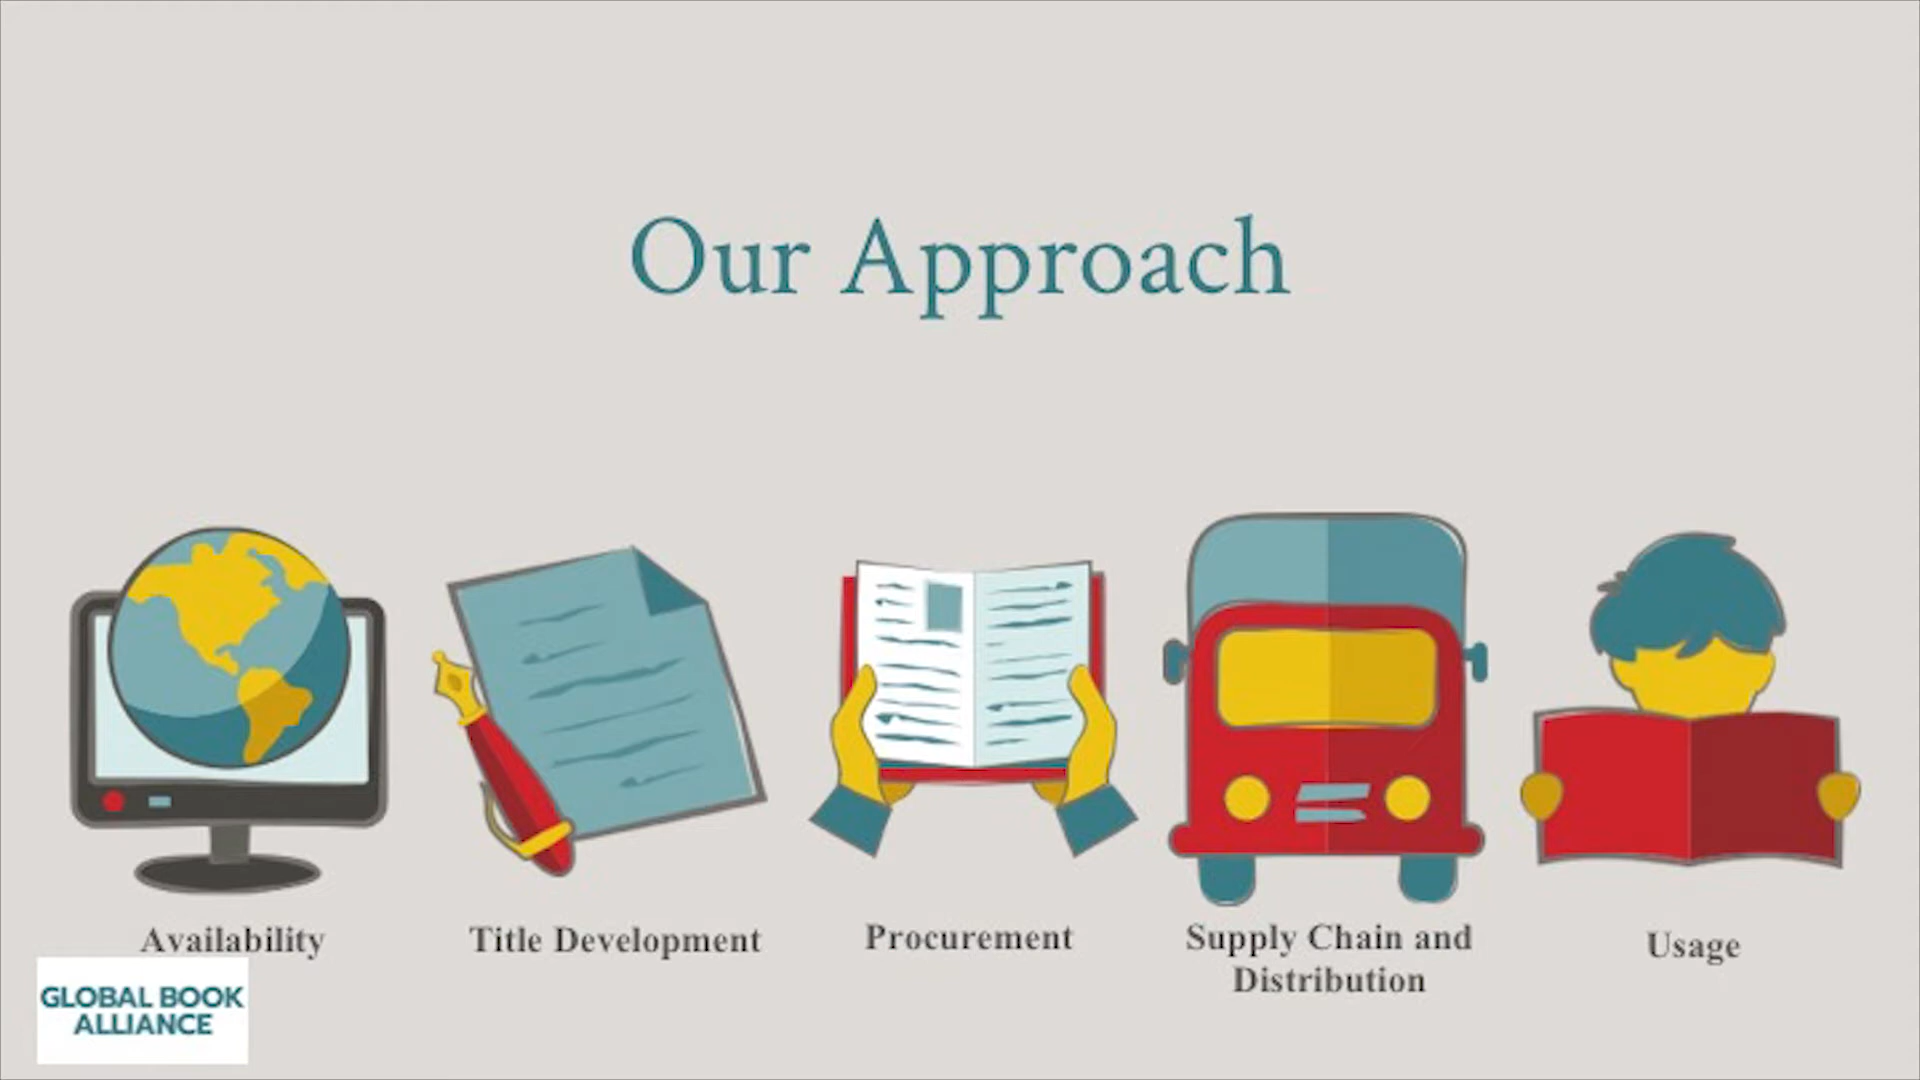 Our Approach
Availability
Title Development
Procurement
Supply Chain and
Distribution
Usage
GLOBAL BOOK
ALLIANCE